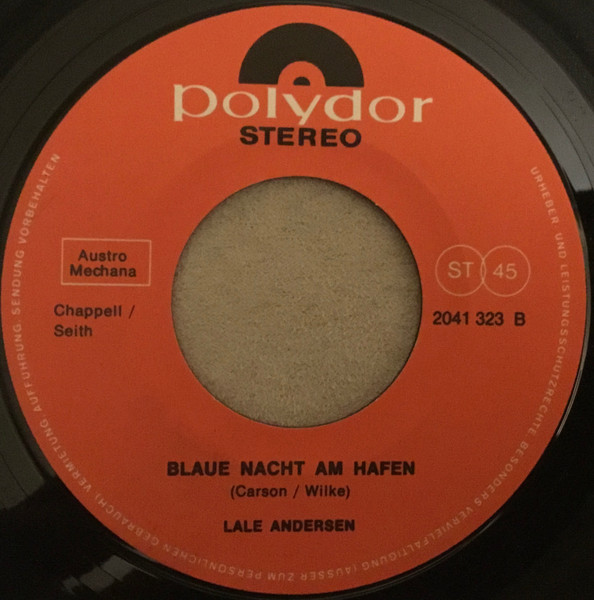 polydor
STEREO
Austro
Mechana
Chappell /
Seith
ST 45
2041 323 B
BLAUE NACHT AM HAFEN
(Carson / Wilke)
LALE ANDERSEN
URHEBER UND LEISTUNGSSCHUTZRECHTE, BESONDERS VERVIELFÄLTIGUNG (AUSSER ZUM PERSÖNLICHEN GEBRAUCH), VERMIETUNG, AUFFÜHRUNG, SENDUNG VORBEHALTEN